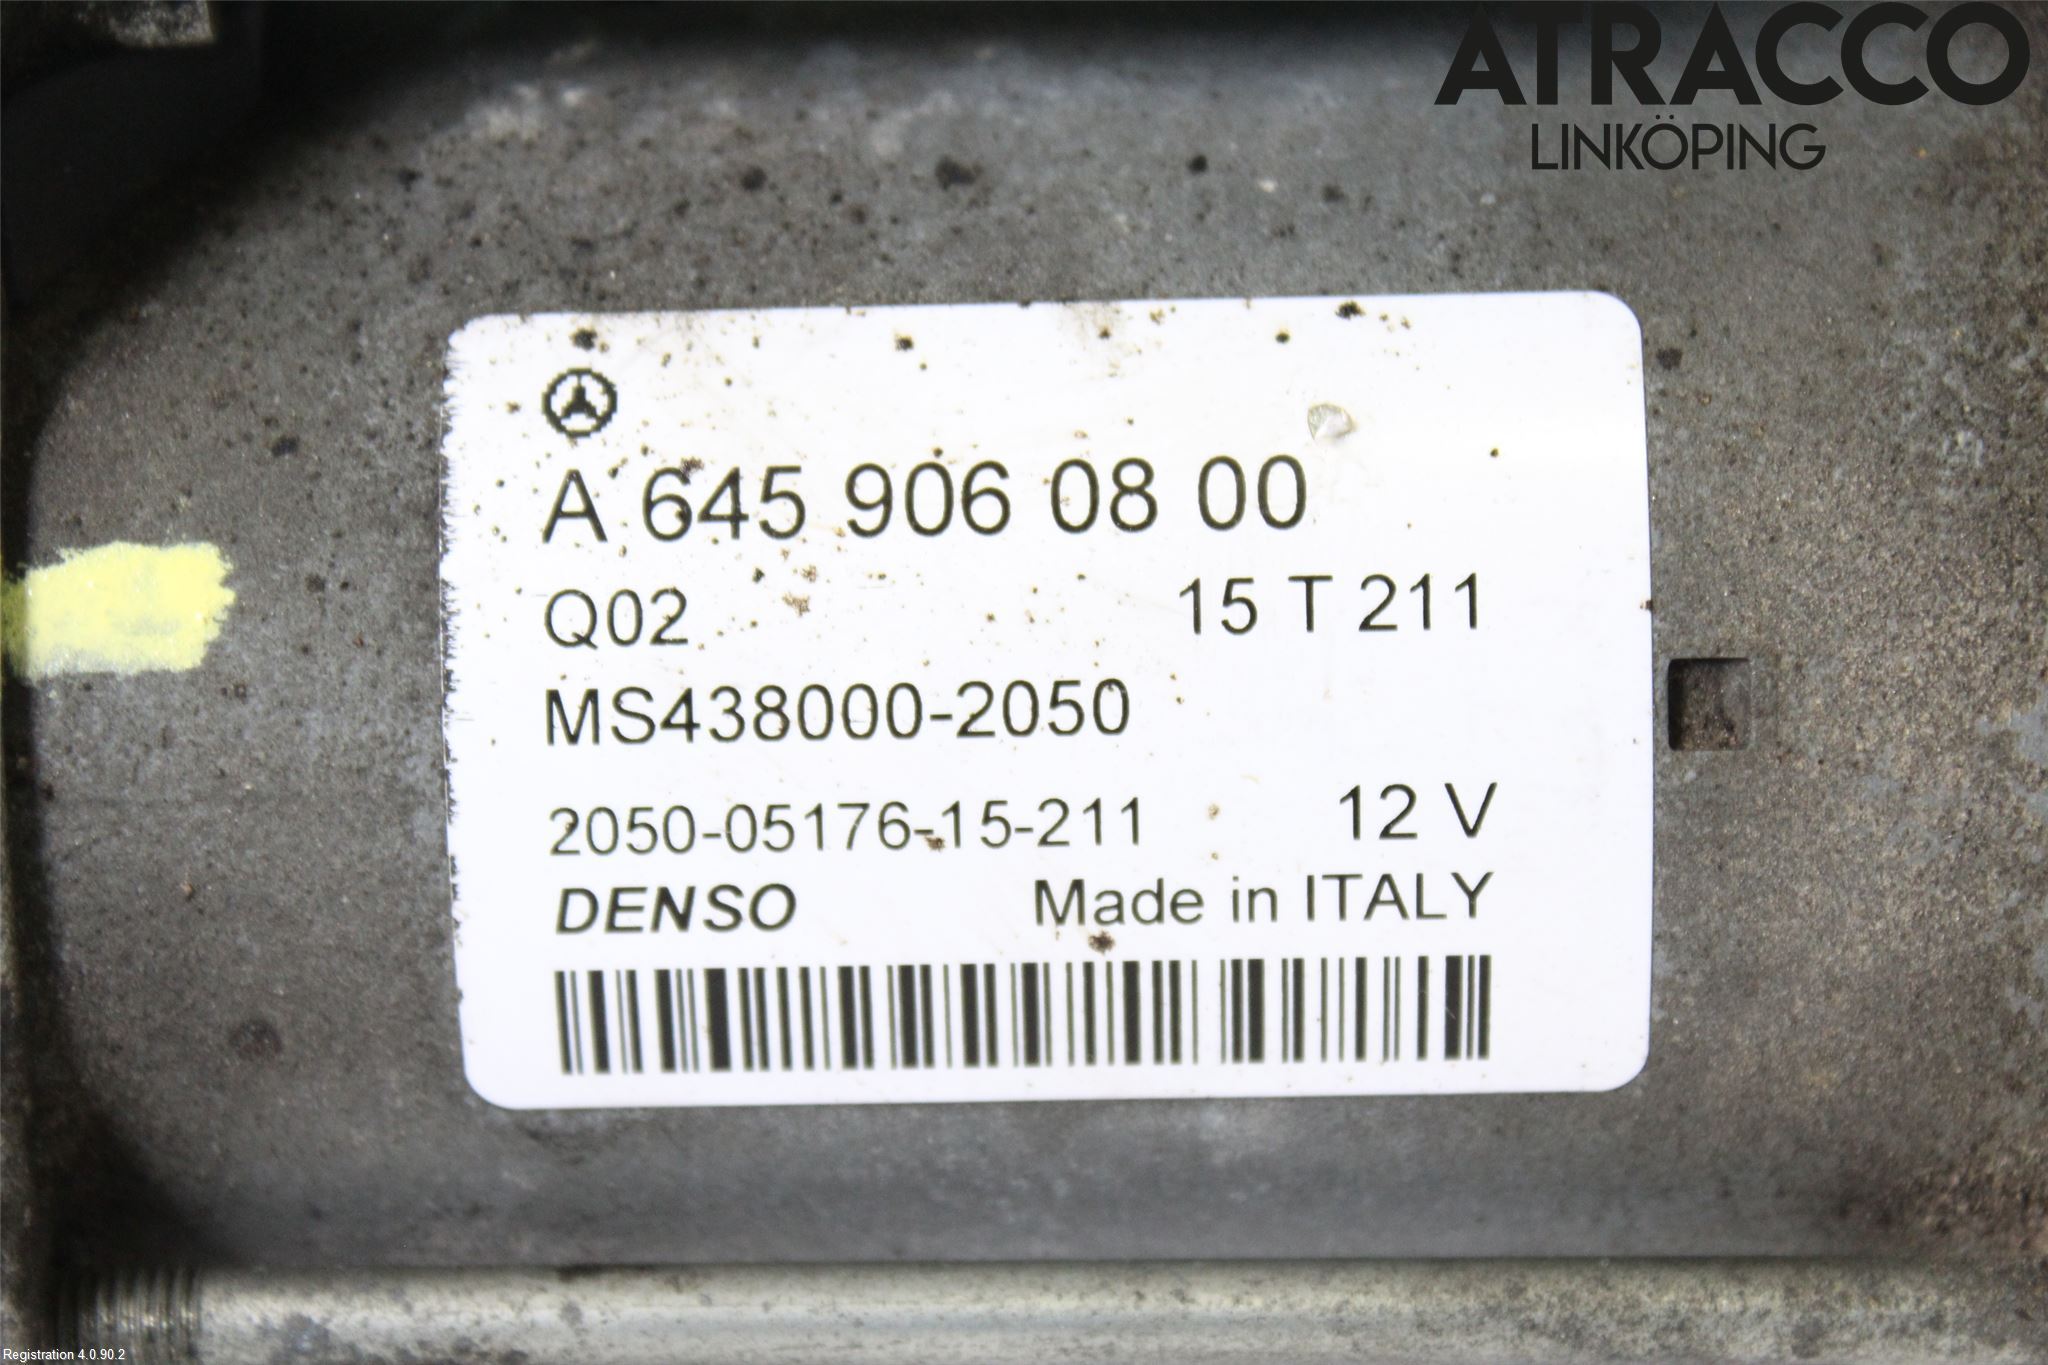 ATRACCO
LINKÖPING
A 645 906 08 00
Q02 15 T 211
MS438000-2050
2050-05176-15-211 12 V
DENSO Made in ITALY
Registration 4.0.90.2